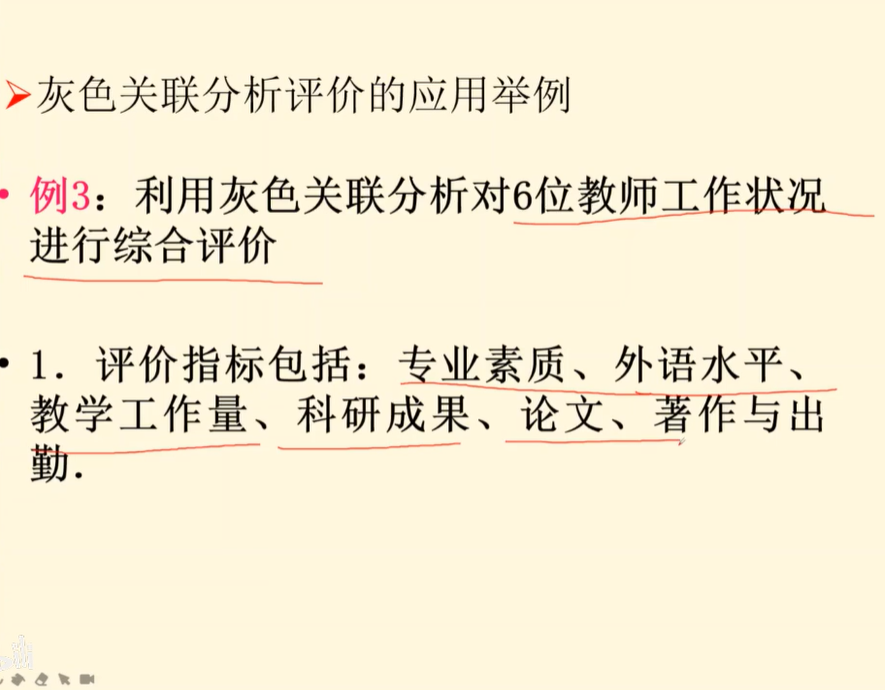 灰色关联分析评价的应用举例
例3：利用灰色关联分析对6位教师工作状况
进行综合评价
1．评价指标包括：专业素质、外语水平、
教学工作量、科研成果、论文、著作与出
勤.